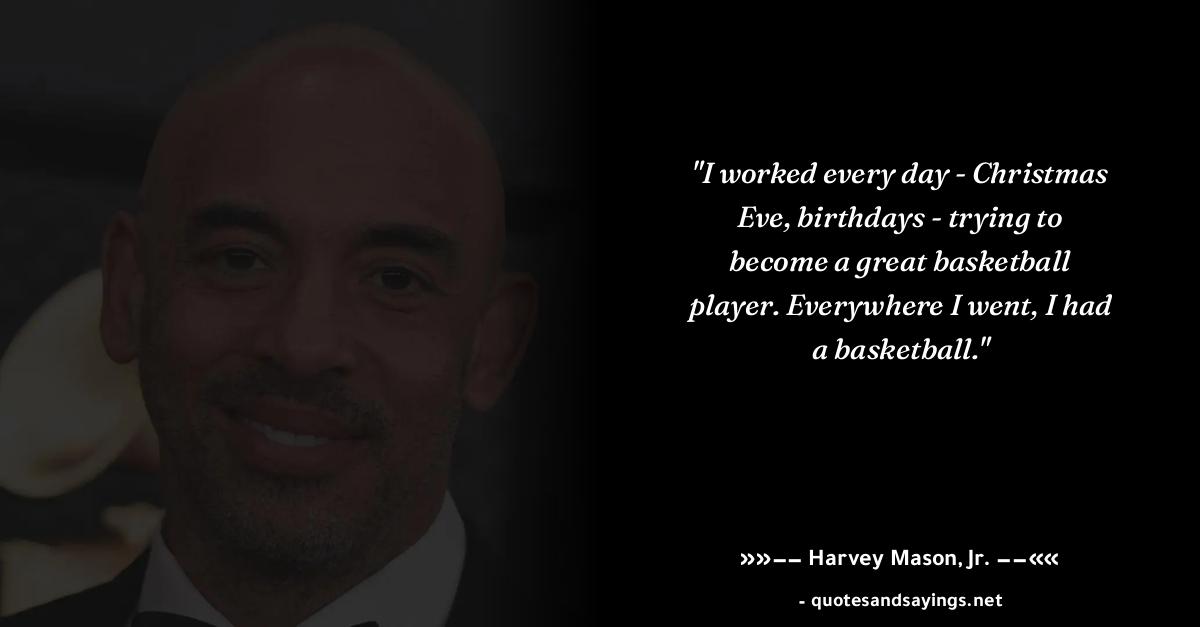 "I worked every day - Christmas
Eve, birthdays - trying to
become a great basketball
player. Everywhere I went, I had
a basketball."
»»−− Harvey Mason, Jr. −−««
- quotesandsayings.net